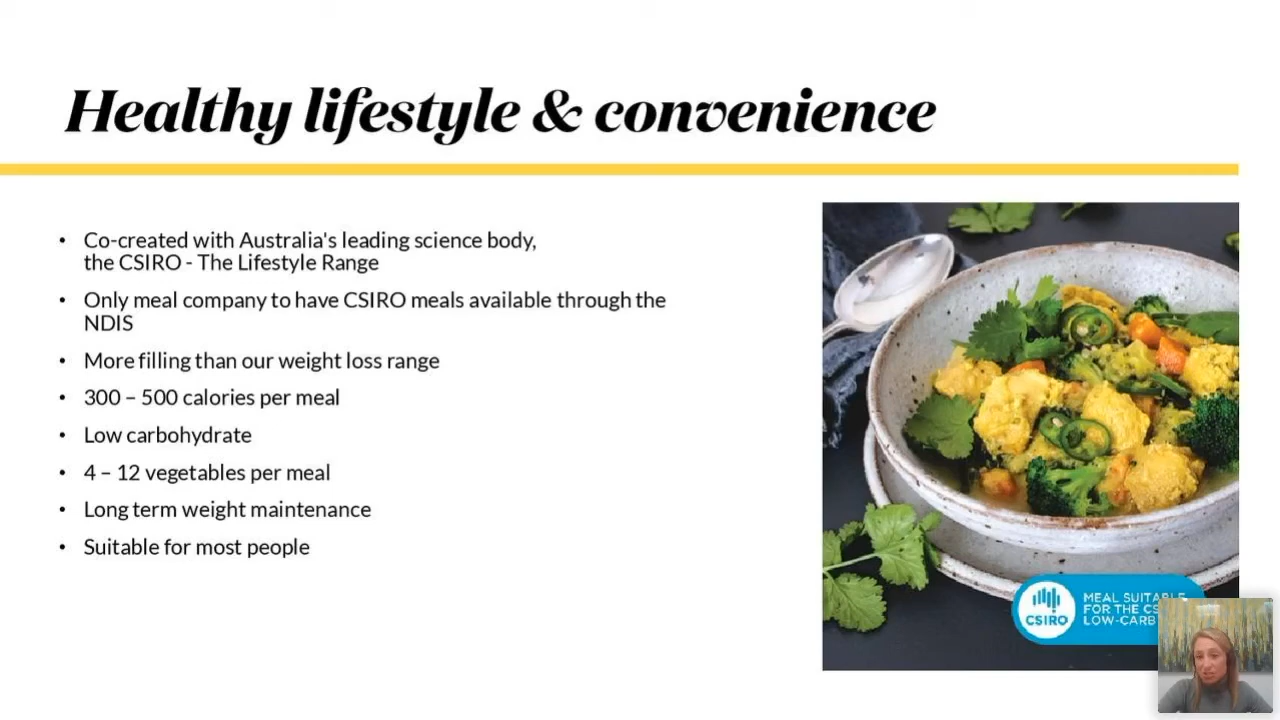 Healthy lifestyle & convenience
• Co-created with Australia's leading science body,
the CSIRO - The Lifestyle Range
• Only meal company to have CSIRO meals available through the
NDIS
• More filling than our weight loss range
• 300 – 500 calories per meal
• Low carbohydrate
• 4 – 12 vegetables per meal
• Long term weight maintenance
• Suitable for most people
CSIRO
MEAL SUITABLE
FOR THE
LOW-CARB